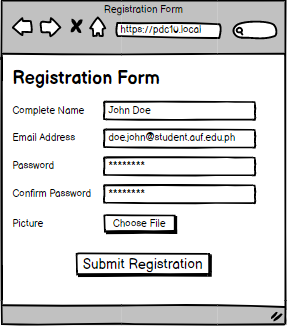 Registration Form
https://pdc10.local
Registration Form
Complete Name John Doe
Email Address doe.john@student.auf.edu.ph
Password ********
Confirm Password ********
Picture Choose File
Submit Registration